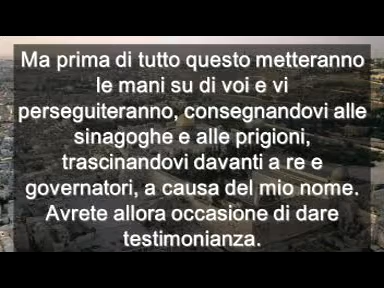 Ma prima di tutto questo metteranno
le mani su di voi e vi
perseguiteranno, consegnandovi alle
sinagoghe e alle prigioni,
trascinandovi davanti a re e
governatori, a causa del mio nome.
Avrete allora occasione di dare
testimonianza.